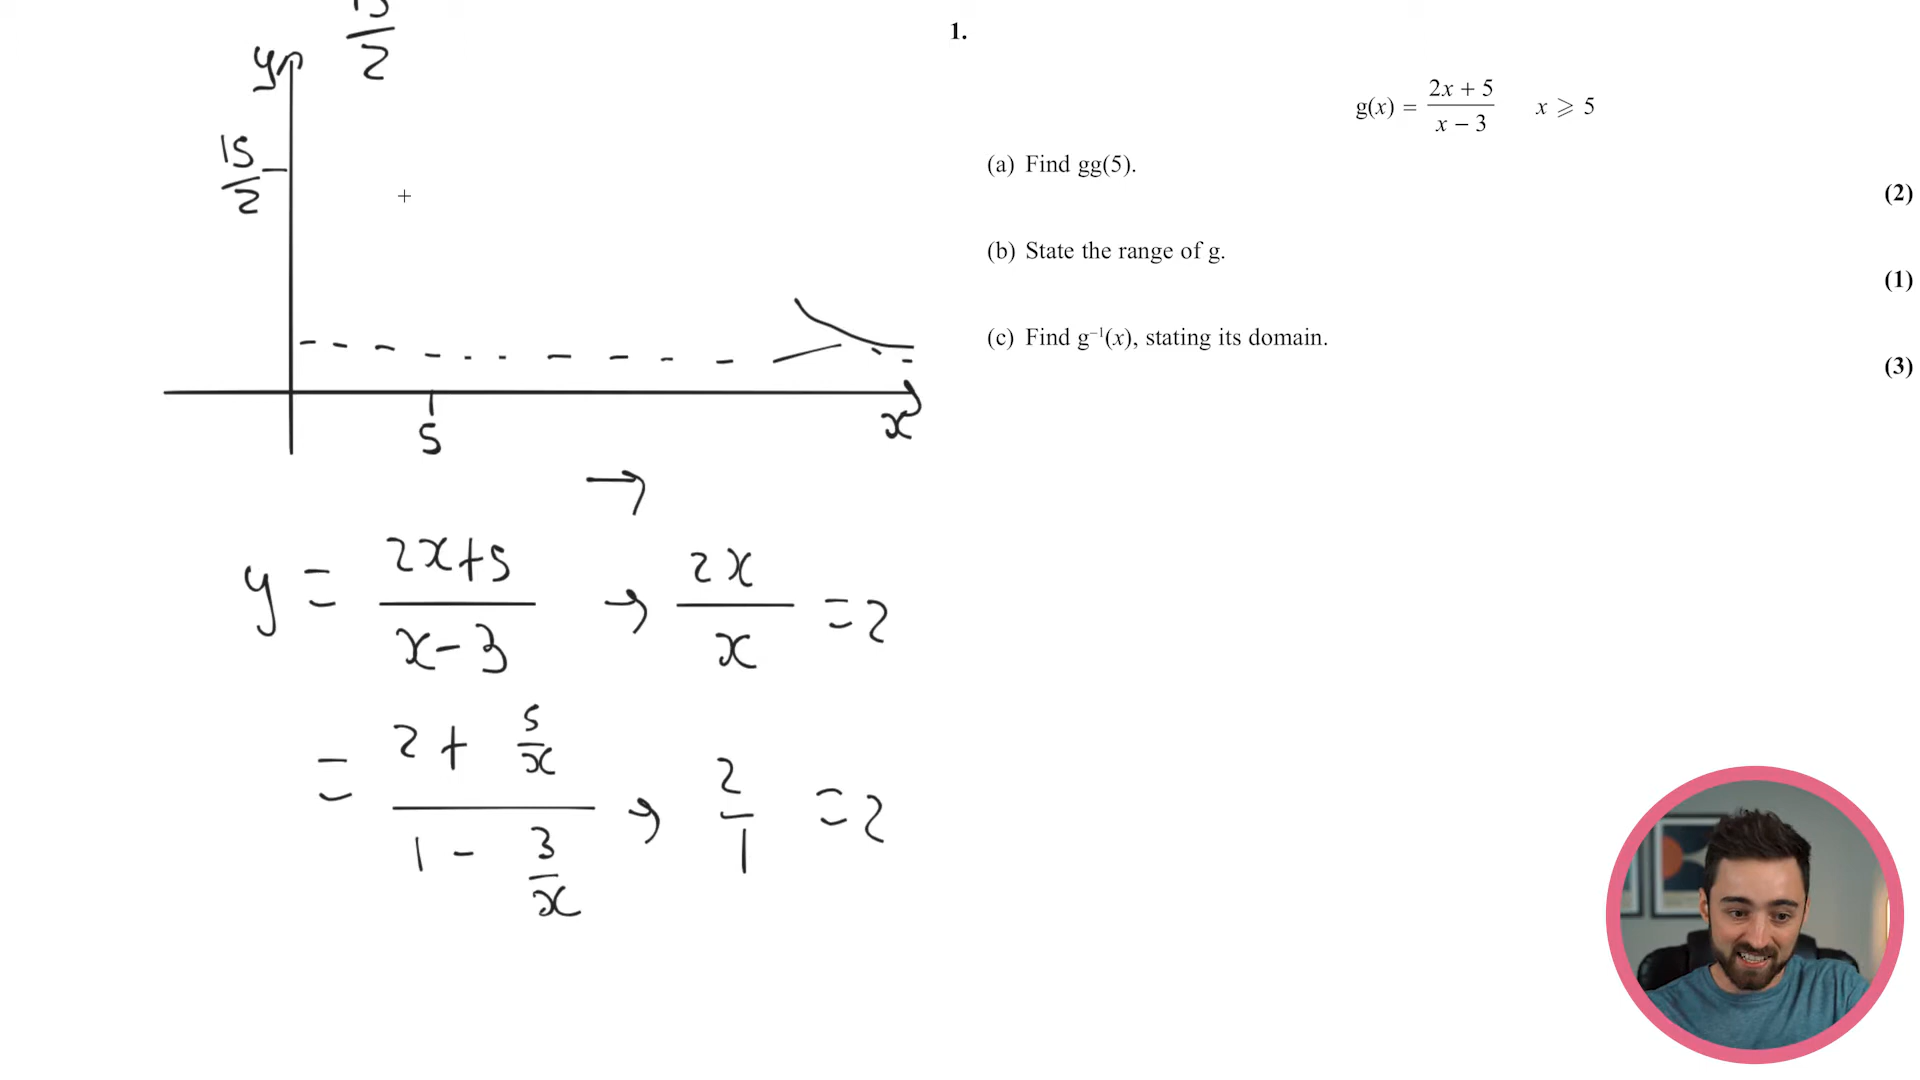 15/2
y
15/2
5
x
→
y = (2x+5)/(x-3) → 2x/x = 2
= (2 + 5/x)/(1 - 3/x) → 2/1 = 2
1.
g(x) = (2x + 5)/(x − 3) x ⩾ 5
(a) Find gg(5).
(2)
(b) State the range of g.
(1)
(c) Find g⁻¹(x), stating its domain.
(3)